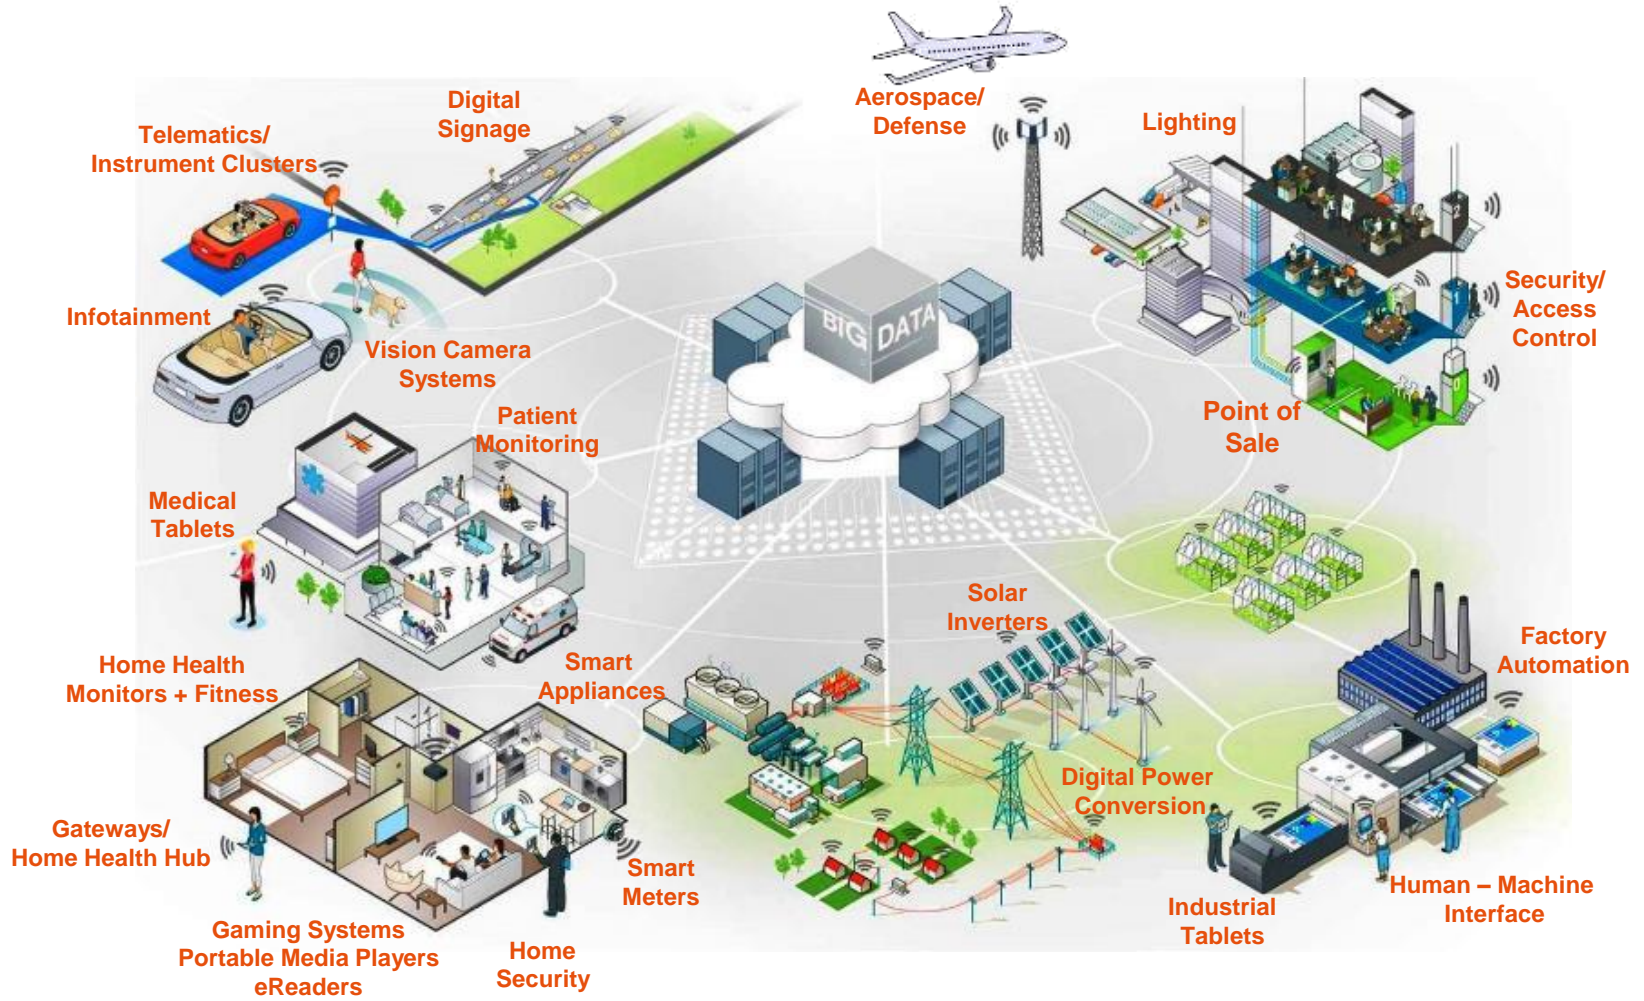 Aerospace/
Defense
Digital
Signage
Telematics/
Instrument Clusters
Lighting
Infotainment
Vision Camera
Systems
BIG DATA
Security/
Access
Control
2
0
Point of
Sale
Patient
Monitoring
Medical
Tablets
Solar
Inverters
Factory
Automation
Home Health
Monitors + Fitness
Smart
Appliances
Digital Power
Conversion
Gateways/
Home Health Hub
Smart
Meters
Human – Machine
Interface
Industrial
Tablets
Gaming Systems
Portable Media Players
eReaders
Home
Security